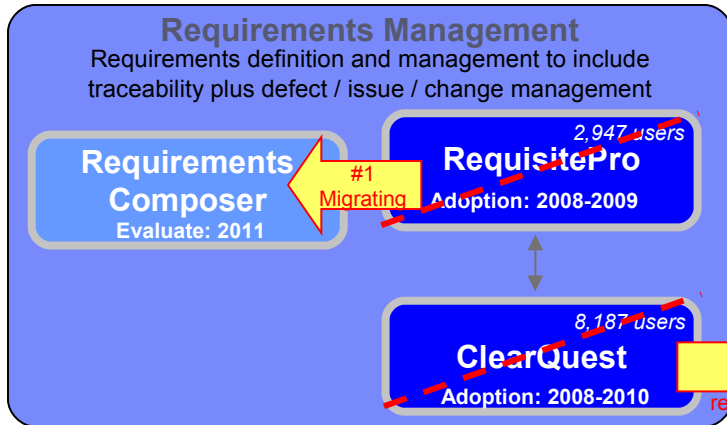 Requirements Management
Requirements definition and management to include
traceability plus defect / issue / change management
2,947 users
RequisitePro
Adoption: 2008-2009
#1
Migrating
Requirements
Composer
Evaluate: 2011
8,187 users
ClearQuest
Adoption: 2008-2010
re